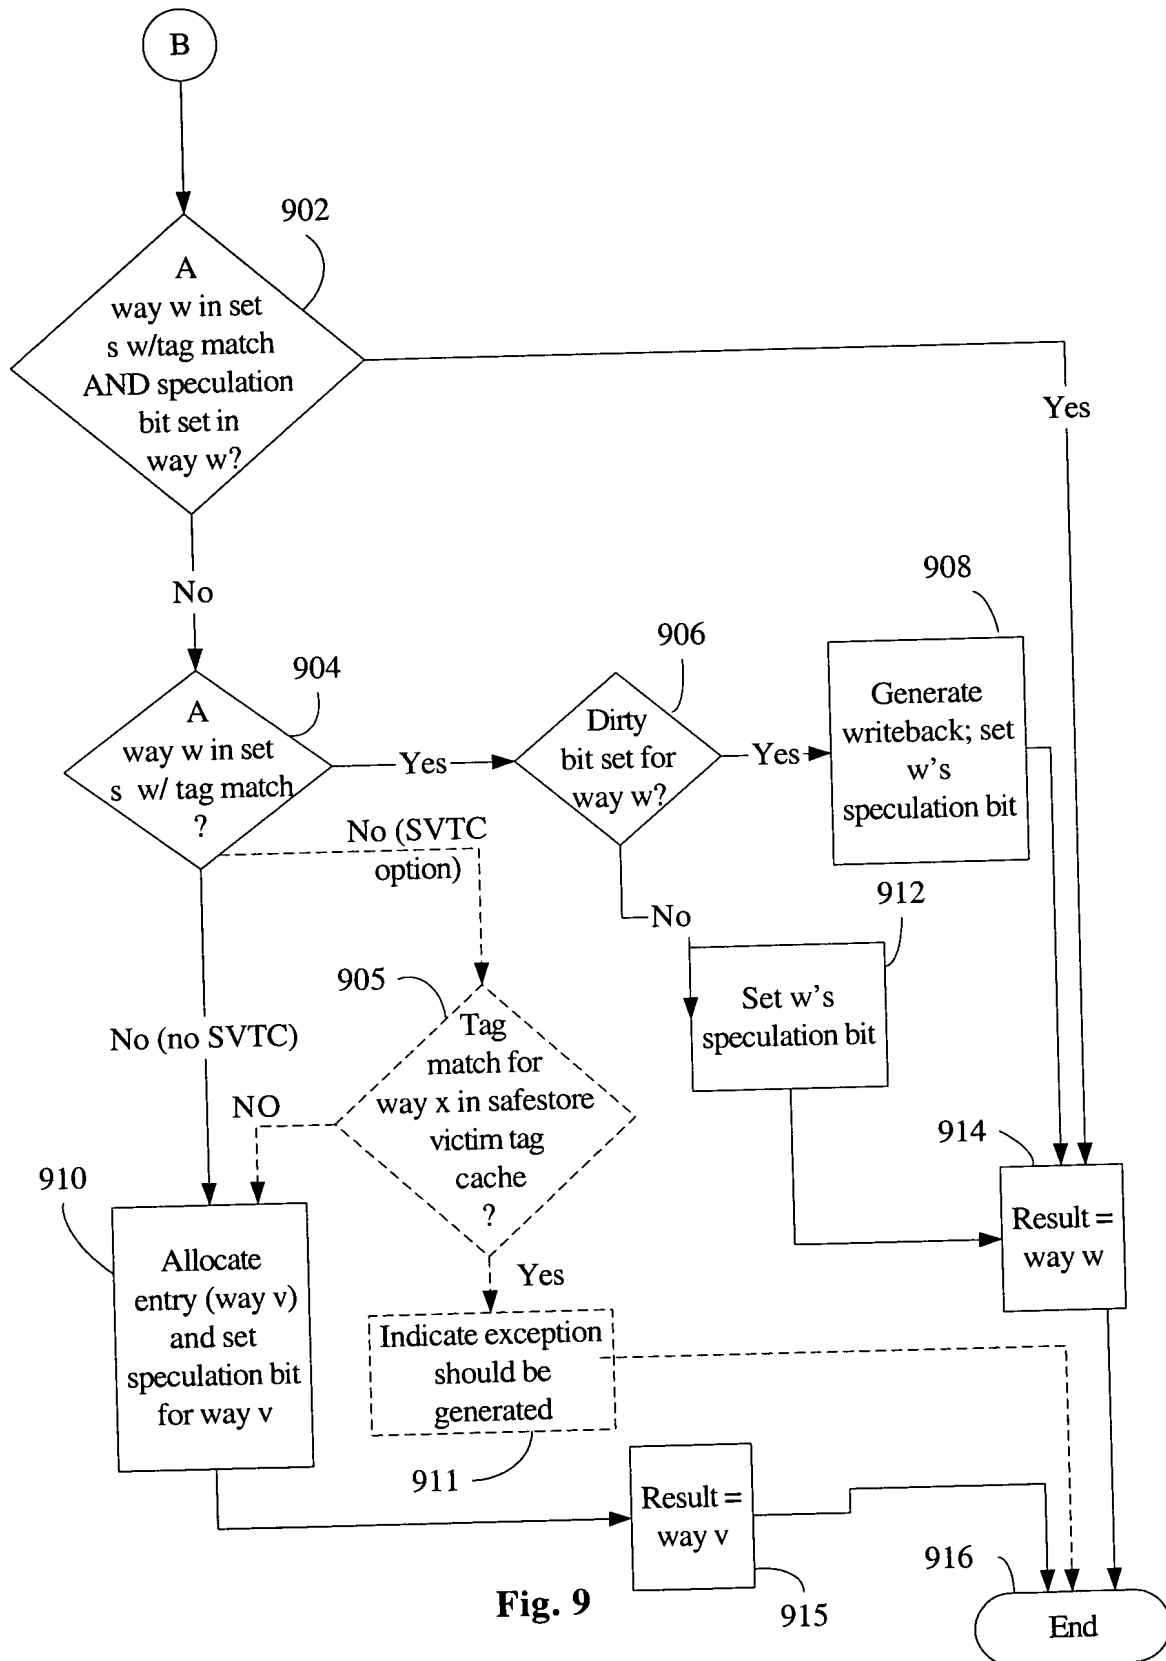 B
902
A
way w in set
s w/tag match
AND speculation
bit set in
way w?
Yes
No
904
A
way w in set
s w/ tag match
?
Yes
906
Dirty
bit set for
way w?
Yes
908
Generate
writeback; set
w's
speculation bit
No (SVTC
option)
No
912
Set w's
speculation bit
905
Tag
match for
way x in safestore
victim tag
cache
?
No (no SVTC)
NO
914
Result =
way w
910
Allocate
entry (way v)
and set
speculation bit
for way v
Yes
Indicate exception
should be
generated
911
Result =
way v
915
916
End
Fig. 9